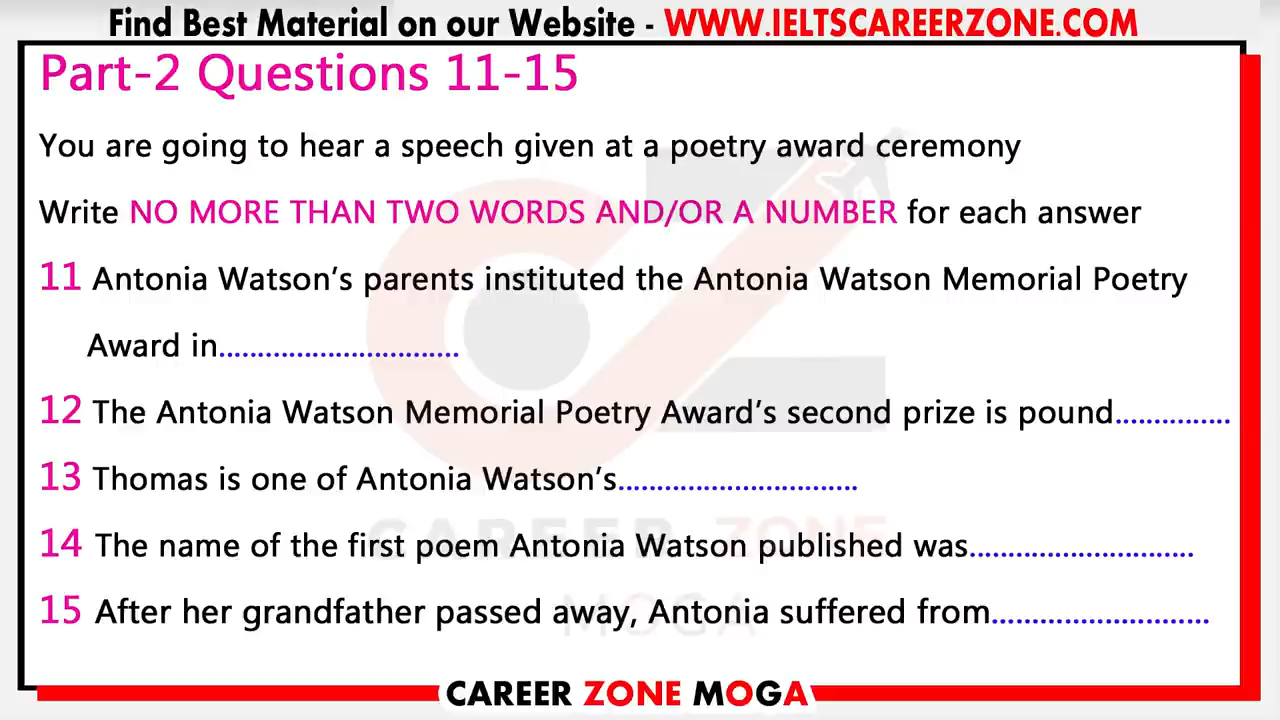 Find Best Material on our Website - WWW.IELTSCAREERZONE.COM
Part-2 Questions 11-15
You are going to hear a speech given at a poetry award ceremony
Write NO MORE THAN TWO WORDS AND/OR A NUMBER for each answer
11 Antonia Watson's parents instituted the Antonia Watson Memorial Poetry
Award in...............................
12 The Antonia Watson Memorial Poetry Award's second prize is pound...............
13 Thomas is one of Antonia Watson's...............................
14 The name of the first poem Antonia Watson published was.............................
15 After her grandfather passed away, Antonia suffered from............................
CAREER ZONE
MOGA
CAREER ZONE MOGA